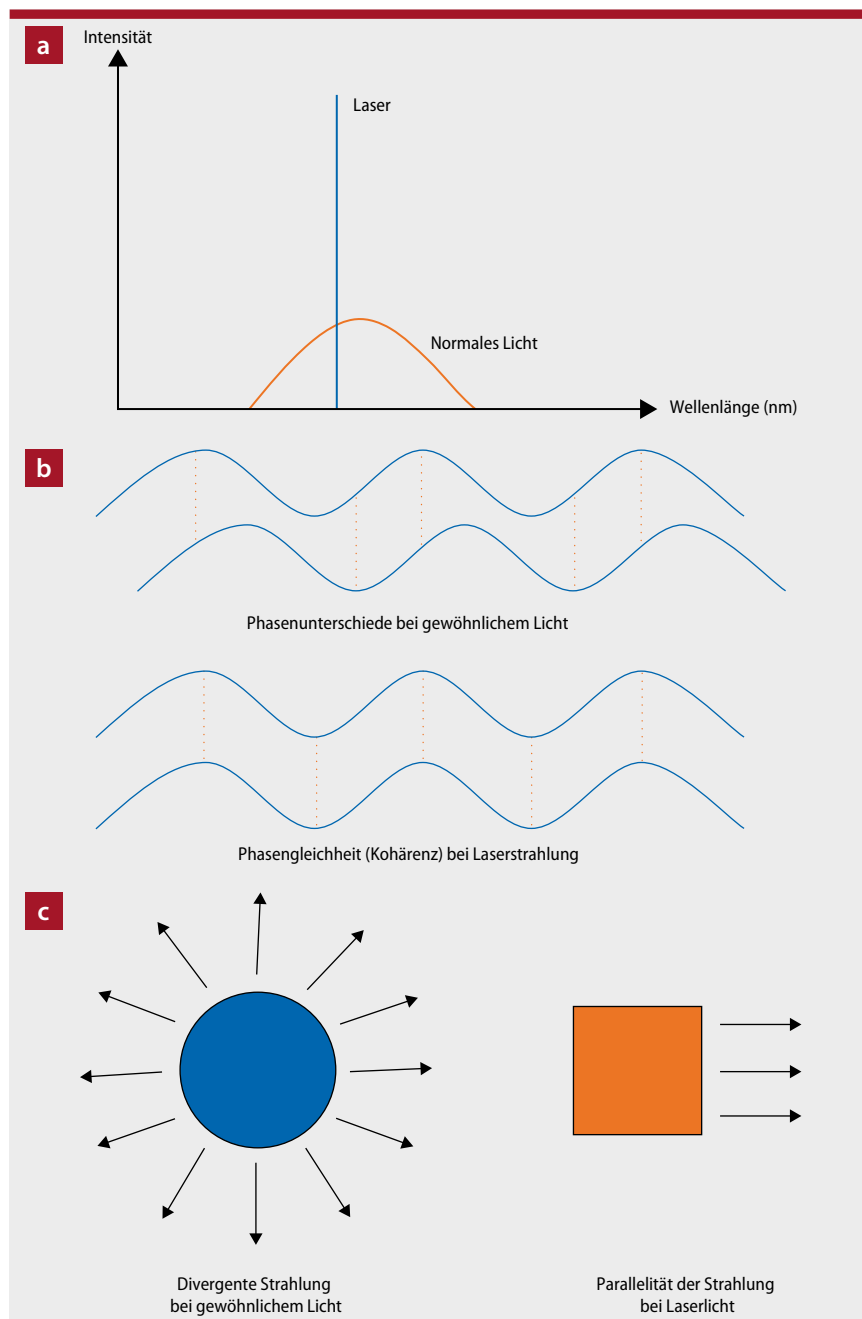 a
Intensität
Laser
Normales Licht
Wellenlänge (nm)
b
Phasenunterschiede bei gewöhnlichem Licht
Phasengleichheit (Kohärenz) bei Laserstrahlung
c
Divergente Strahlung
bei gewöhnlichem Licht
Parallelität der Strahlung
bei Laserlicht